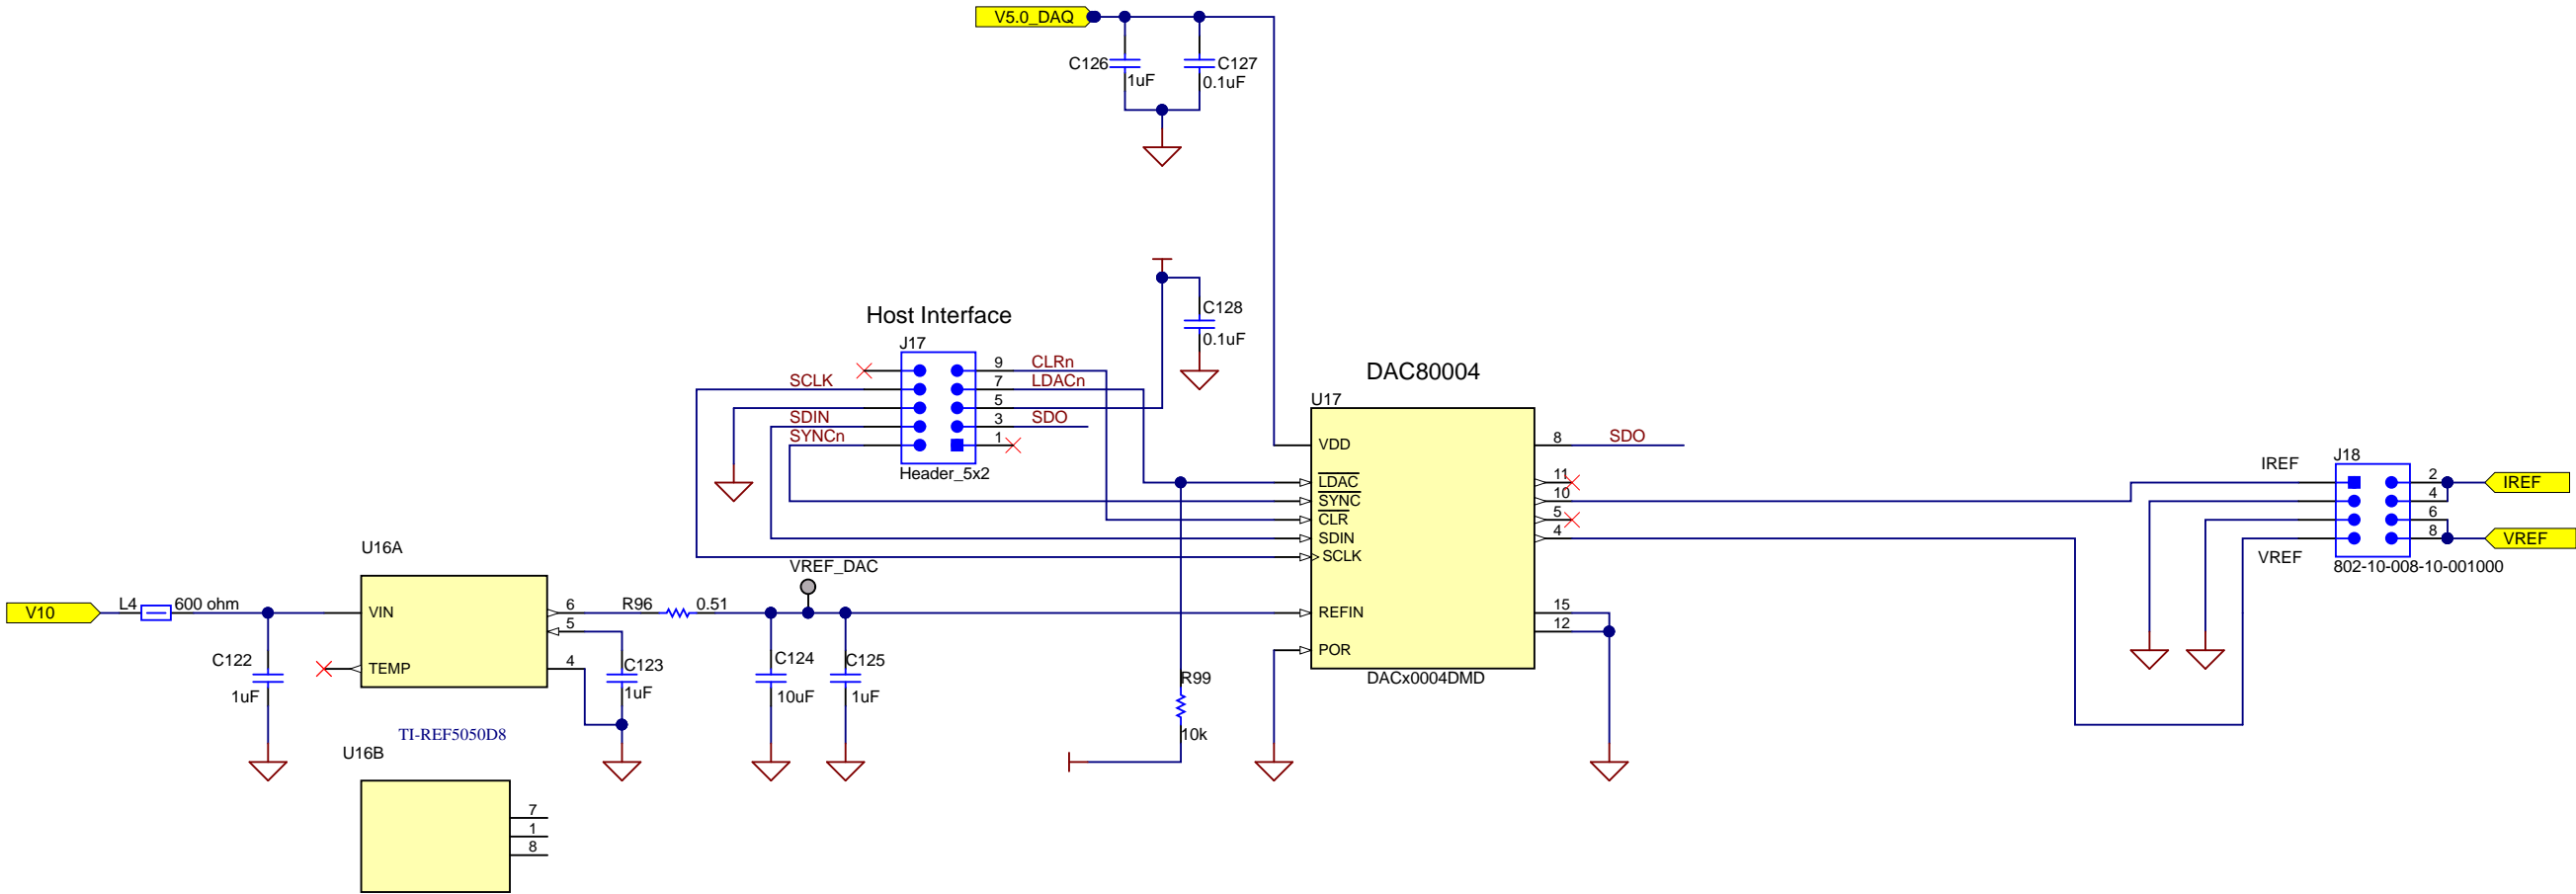 V5.0_DAQ
C126
1uF
C127
0.1uF
C128
0.1uF
Host Interface
J17
9
CLRn
SCLK
7
LDACn
5
SDIN
3
SDO
SYNCn
1
Header_5x2
DAC80004
U17
VDD
8
SDO
LDAC
11
SYNC
10
CLR
5
SDIN
4
SCLK
REFIN
15
12
POR
DACx0004DMD
J18
IREF
2
IREF
4
6
8
VREF
VREF
802-10-008-10-001000
U16A
VREF_DAC
V10
L4
600 ohm
VIN
6
R96
0.51
5
C122
1uF
TEMP
4
C123
1uF
C124
10uF
C125
1uF
R99
10k
TI-REF5050D8
U16B
7
1
8